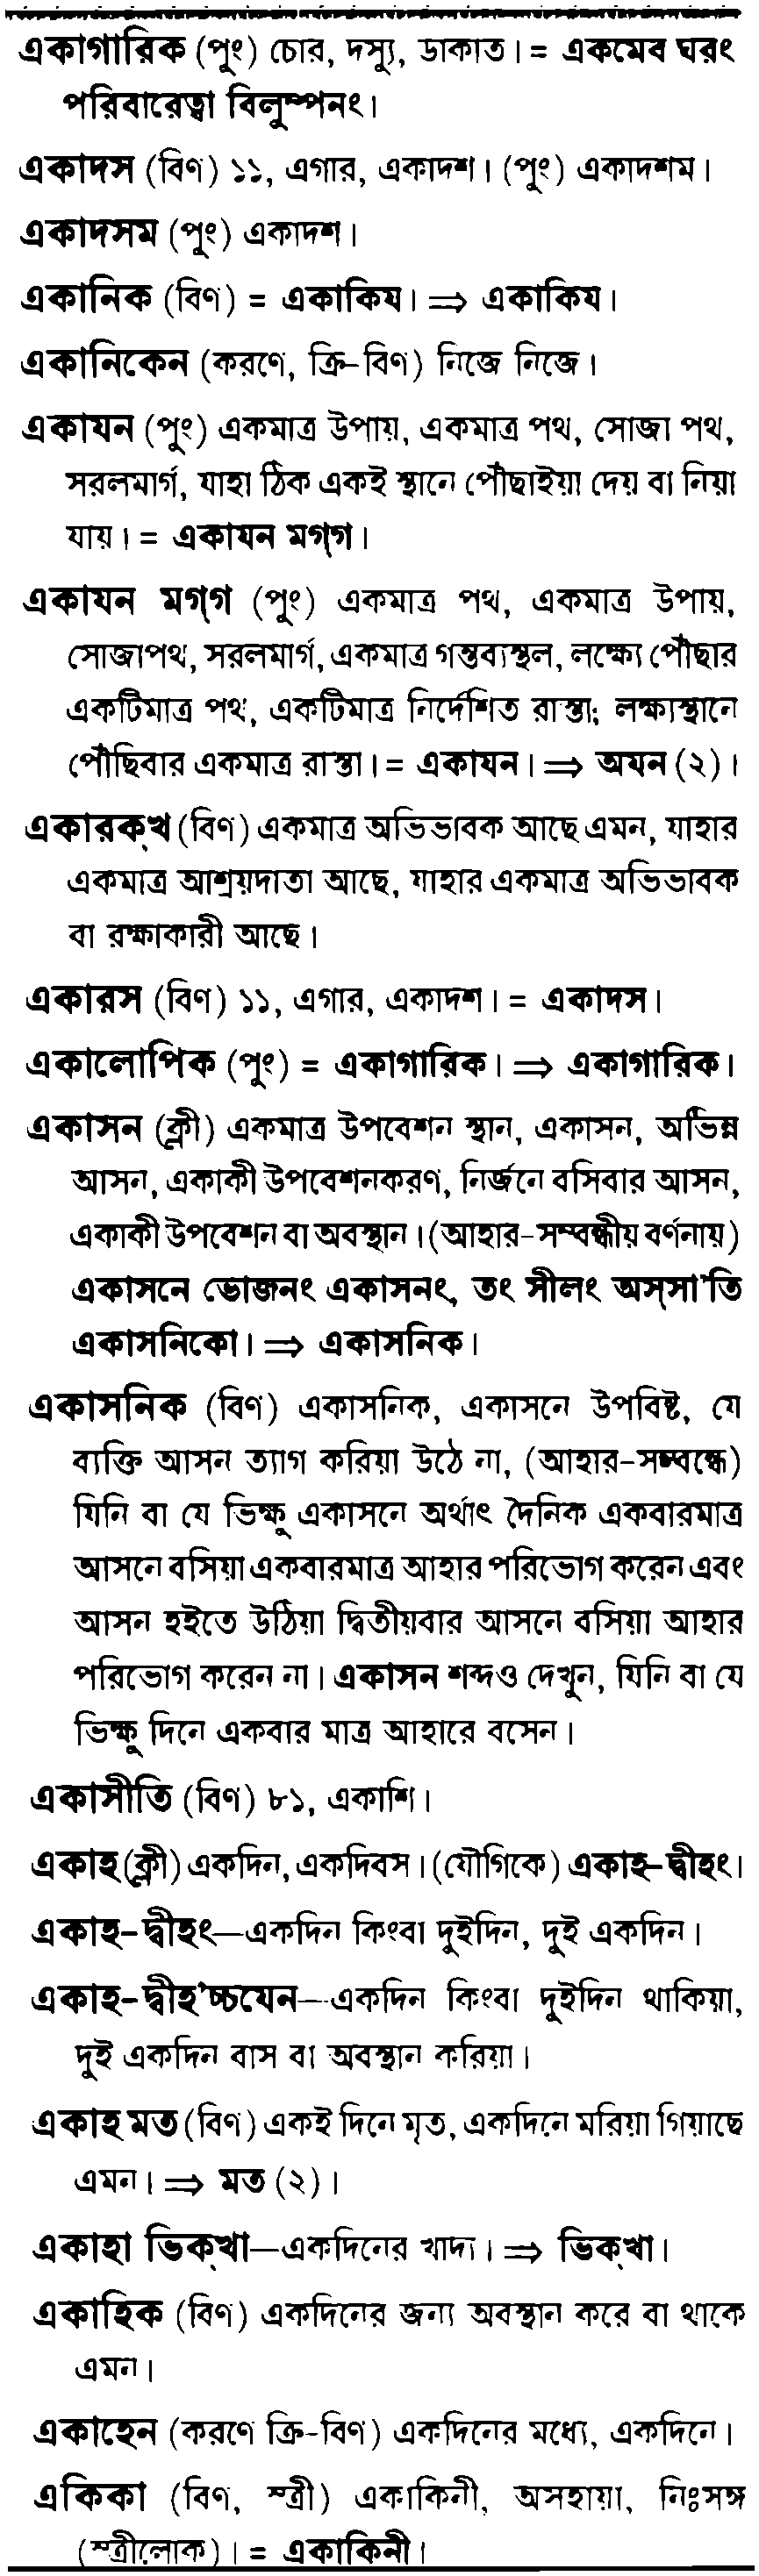 একাগারিক (পুং) চোর, দস্যু, ডাকাত। = একমেব ঘরং
পরিবারেত্বা বিলুম্পনং।
একাদস (বিণ) ১১, এগার, একাদশ। (পুং) একাদশম।
একাদসম (পুং) একাদশ।
একানিক (বিণ) = একাকিয। ⇒ একাকিয।
একানিকেন (করণে, ক্রি-বিণ) নিজে নিজে।
একাযন (পুং) একমাত্র উপায়, একমাত্র পথ, সোজা পথ,
সরলমার্গ, যাহা ঠিক একই স্থানে পৌঁছাইয়া দেয় বা নিয়া
যায়। = একাযন মগ্‌গ।
একাযন মগ্‌গ (পুং) একমাত্র পথ, একমাত্র উপায়,
সোজাপথ, সরলমার্গ, একমাত্র গন্তব্যস্থল, লক্ষ্যে পৌঁছার
একটিমাত্র পথ, একটিমাত্র নির্দেশিত রাস্তা; লক্ষ্যস্থানে
পৌঁছিবার একমাত্র রাস্তা। = একাযন। ⇒ অযন (২)।
একারক্‌খ (বিণ) একমাত্র অভিভাবক আছে এমন, যাহার
একমাত্র আশ্রয়দাতা আছে, যাহার একমাত্র অভিভাবক
বা রক্ষাকারী আছে।
একারস (বিণ) ১১, এগার, একাদশ। = একাদস।
একালোপিক (পুং) = একাগারিক। ⇒ একাগারিক।
একাসন (ক্লী) একমাত্র উপবেশন স্থান, একাসন, অভিন্ন
আসন, একাকী উপবেশনকরণ, নির্জনে বসিবার আসন,
একাকী উপবেশন বা অবস্থান। (আহার-সম্বন্ধীয় বর্ণনায়)
একাসনে ভোজনং একাসনং, তং সীলং অস্‌সা'তি
একাসনিকো। ⇒ একাসনিক।
একাসনিক (বিণ) একাসনিক, একাসনে উপবিষ্ট, যে
ব্যক্তি আসন ত্যাগ করিয়া উঠে না, (আহার-সম্বন্ধে)
যিনি বা যে ভিক্ষু একাসনে অর্থাৎ দৈনিক একবারমাত্র
আসনে বসিয়া একবারমাত্র আহার পরিভোগ করেন এবং
আসন হইতে উঠিয়া দ্বিতীয়বার আসনে বসিয়া আহার
পরিভোগ করেন না। একাসন শব্দও দেখুন, যিনি বা যে
ভিক্ষু দিনে একবার মাত্র আহারে বসেন।
একাসীতি (বিণ) ৮১, একাশি।
একাহ (ক্লী) একদিন, একদিবস। (যৌগিকে) একাহ-দ্বীহং।
একাহ-দ্বীহং—একদিন কিংবা দুইদিন, দুই একদিন।
একাহ-দ্বীহ'চ্চযেন—একদিন কিংবা দুইদিন থাকিয়া,
দুই একদিন বাস বা অবস্থান করিয়া।
একাহ মত (বিণ) একই দিনে মৃত, একদিনে মরিয়া গিয়াছে
এমন। ⇒ মত (২)।
একাহা ভিক্‌খা—একদিনের খাদ্য। ⇒ ভিক্‌খা।
একাহিক (বিণ) একদিনের জন্য অবস্থান করে বা থাকে
এমন।
একাহেন (করণে ক্রি-বিণ) একদিনের মধ্যে, একদিনে।
একিকা (বিণ, স্ত্রী) একাকিনী, অসহায়া, নিঃসঙ্গ
(স্ত্রীলোক)। = একাকিনী।